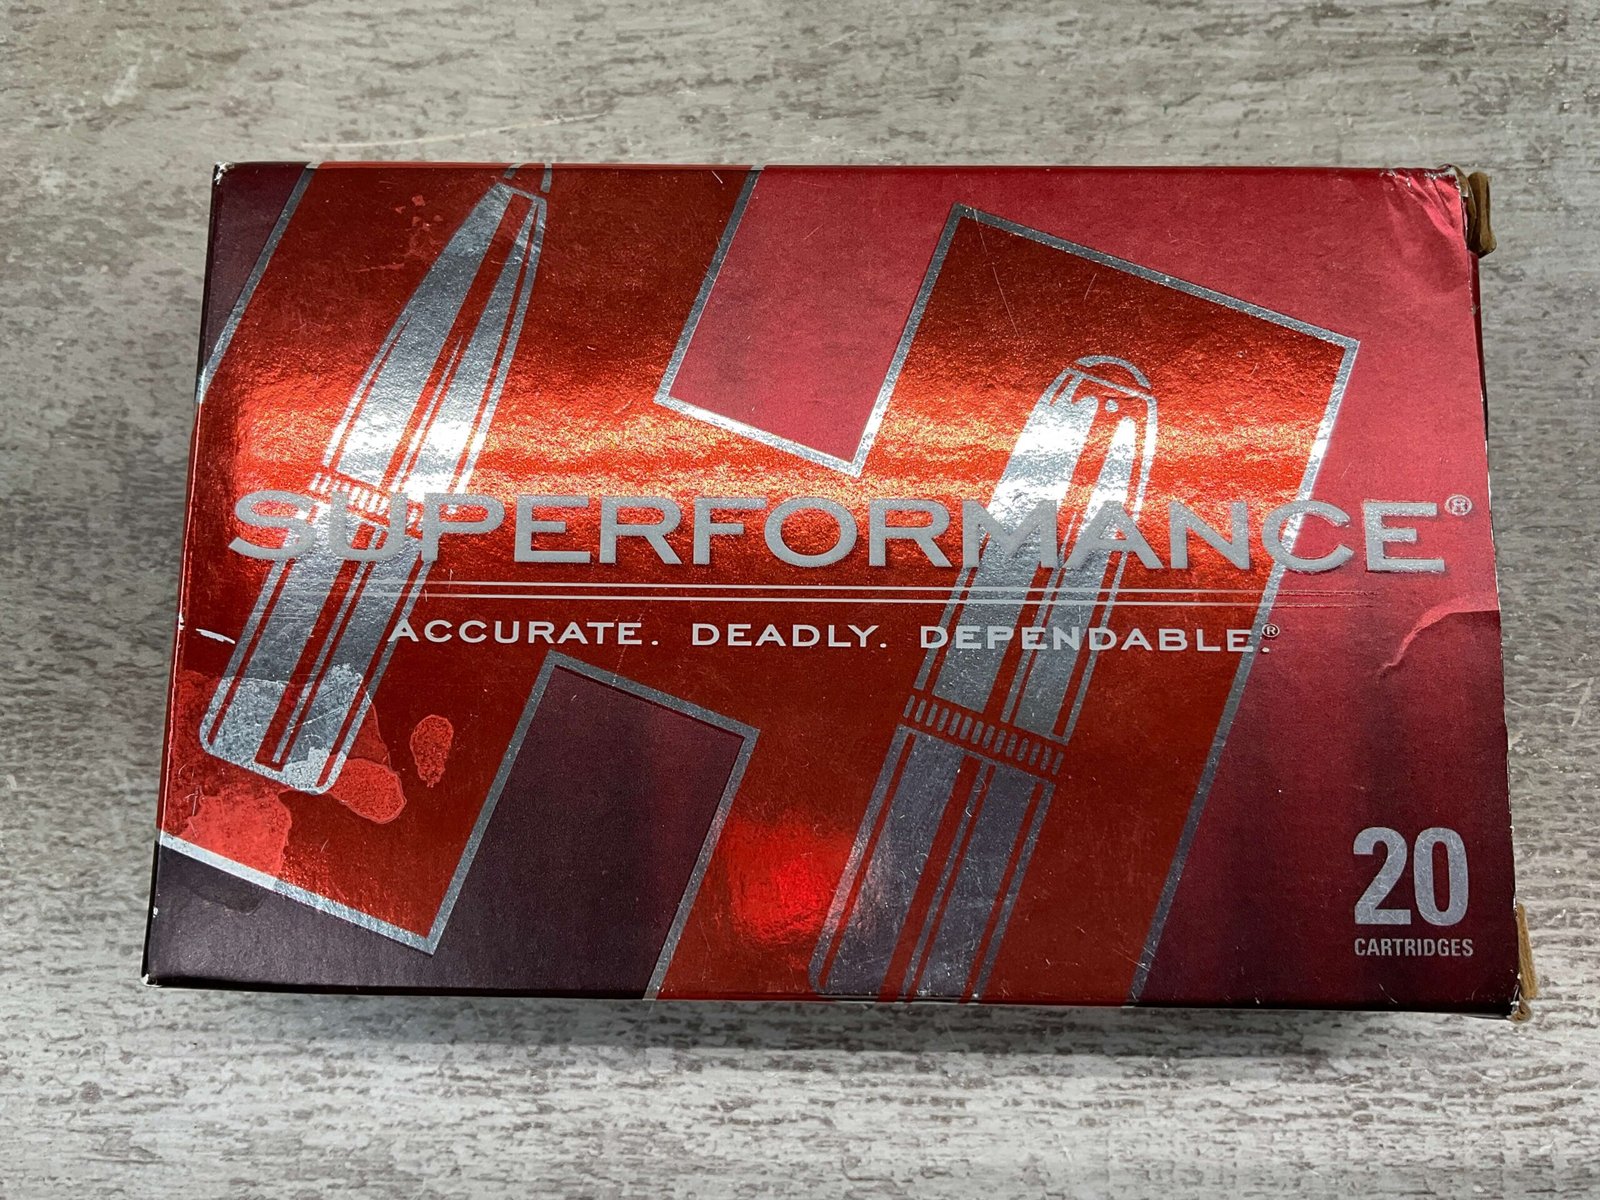 SUPERFORMANCE®
ACCURATE. DEADLY. DEPENDABLE.®
20
CARTRIDGES